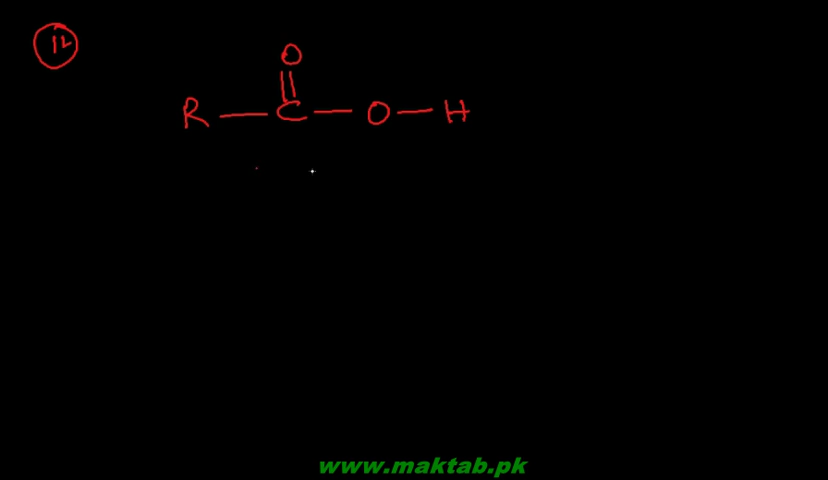 12
O
||
R — C — O — H
www.maktab.pk